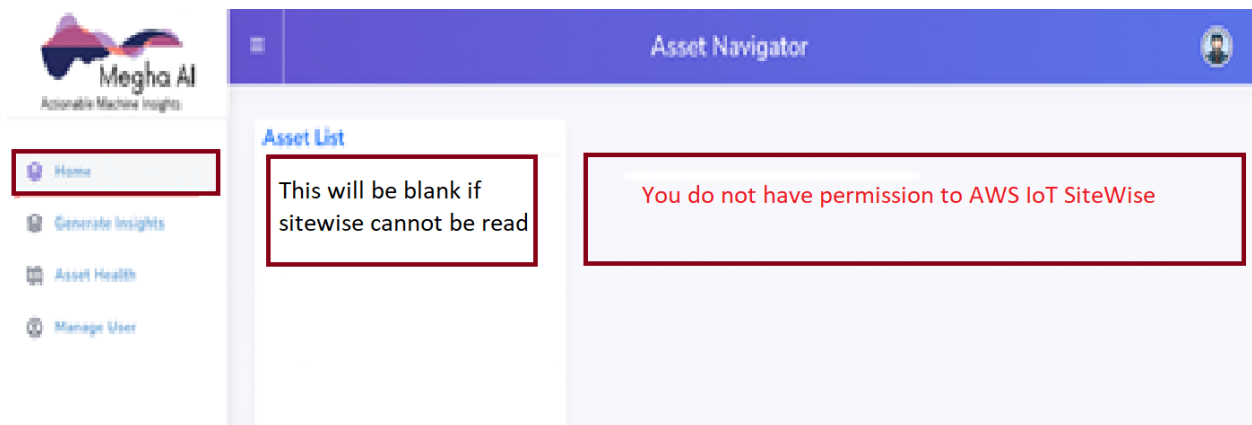 Megha AI
Actionable Machine Insights
Asset Navigator
Asset List
Home
This will be blank if
sitewise cannot be read
You do not have permission to AWS IoT SiteWise
Generate Insights
Asset Health
Manage User